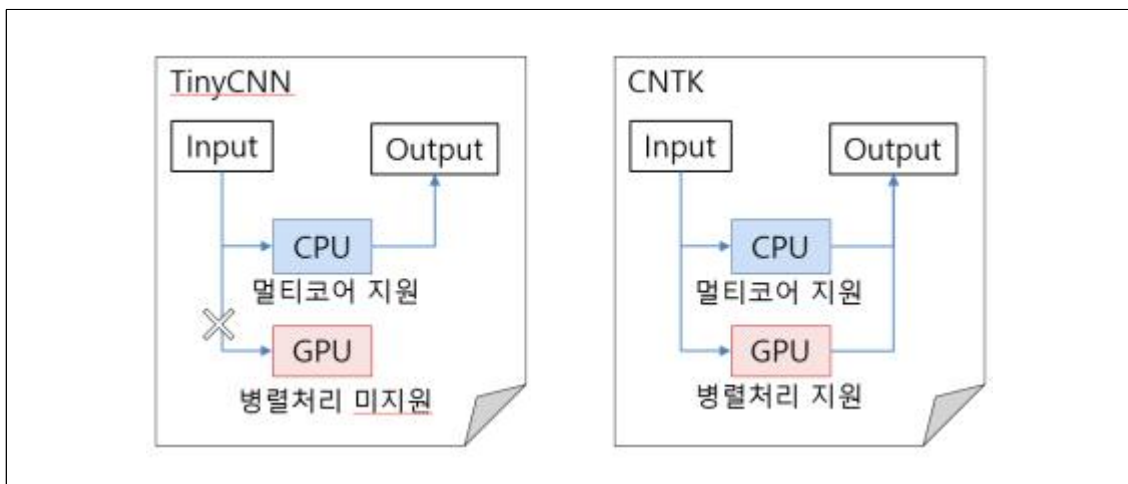 TinyCNN
Input
Output
CPU
멀티코어 지원
GPU
병렬처리 미지원
CNTK
Input
Output
CPU
멀티코어 지원
GPU
병렬처리 지원